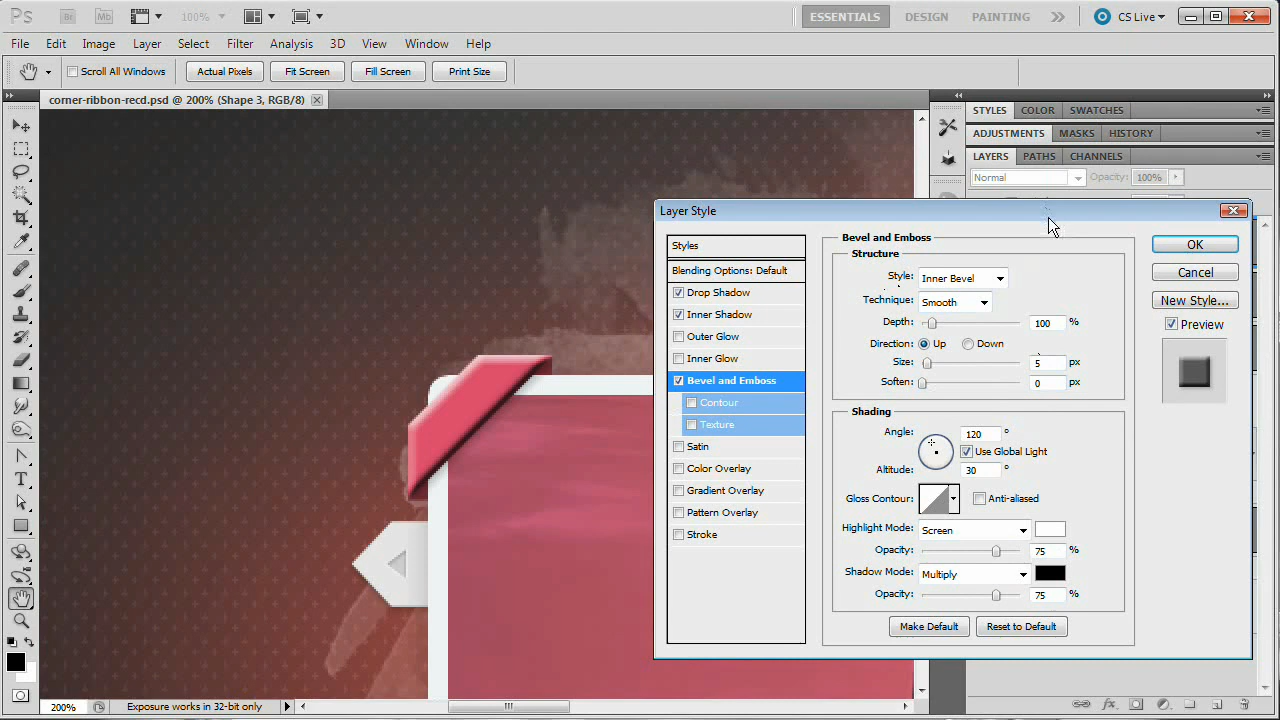 Ps Br Mb 100% ESSENTIALS DESIGN PAINTING CS Live
File Edit Image Layer Select Filter Analysis 3D View Window Help
Scroll All Windows Actual Pixels Fit Screen Fill Screen Print Size
corner-ribbon-recd.psd @ 200% (Shape 3, RGB/8)
STYLES COLOR SWATCHES
ADJUSTMENTS MASKS HISTORY
LAYERS PATHS CHANNELS
Normal Opacity: 100%
Layer Style
Styles
Blending Options: Default
Drop Shadow
Inner Shadow
Outer Glow
Inner Glow
Bevel and Emboss
Contour
Texture
Satin
Color Overlay
Gradient Overlay
Pattern Overlay
Stroke
Bevel and Emboss
Structure
Style: Inner Bevel
Technique: Smooth
Depth: 100 %
Direction: Up Down
Size: 5 px
Soften: 0 px
Shading
Angle: 120 °
Use Global Light
Altitude: 30 °
Gloss Contour: Anti-aliased
Highlight Mode: Screen
Opacity: 75 %
Shadow Mode: Multiply
Opacity: 75 %
Make Default Reset to Default
OK
Cancel
New Style...
Preview
T
200% Exposure works in 32-bit only
fx